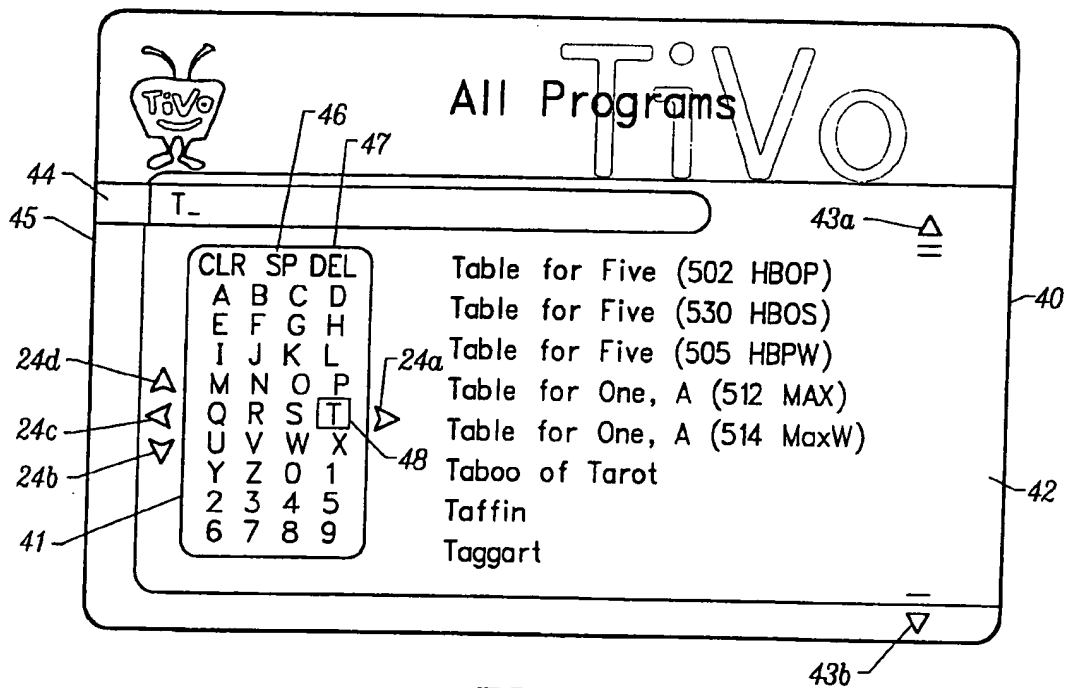 TiVo
TiVo
All Programs
46
47
44
45
T_
43a
CLR SP DEL
A B C D
E F G H
I J K L
M N O P
Q R S T
U V W X
Y Z 0 1
2 3 4 5
6 7 8 9
Table for Five (502 HBOP)
Table for Five (530 HBOS)
Table for Five (505 HBPW)
Table for One, A (512 MAX)
Table for One, A (514 MaxW)
Taboo of Tarot
Taffin
Taggart
40
24d
24a
24c
24b
48
42
41
43b